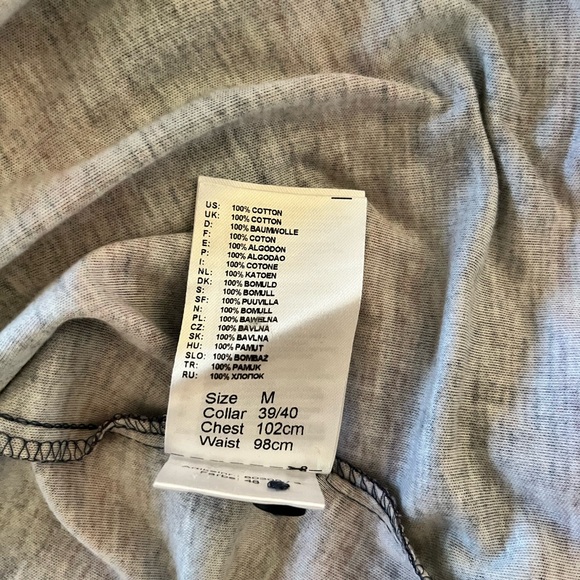 US: 100% COTTON
UK: 100% COTTON
D: 100% BAUMWOLLE
F: 100% COTON
E: 100% ALGODON
P: 100% ALGODAO
I: 100% COTONE
NL: 100% KATOEN
DK: 100% BOMULD
S: 100% BOMULL
SF: 100% PUUVILLA
N: 100% BOMULL
PL: 100% BAWEŁNA
CZ: 100% BAVLNA
SK: 100% BAVLNA
HU: 100% PAMUT
SLO: 100% BOMBAZ
TR: 100% PAMUK
RU: 100% ХЛОПОК
Size M
Collar 39/40
Chest 102cm
Waist 98cm
Farbe: 48